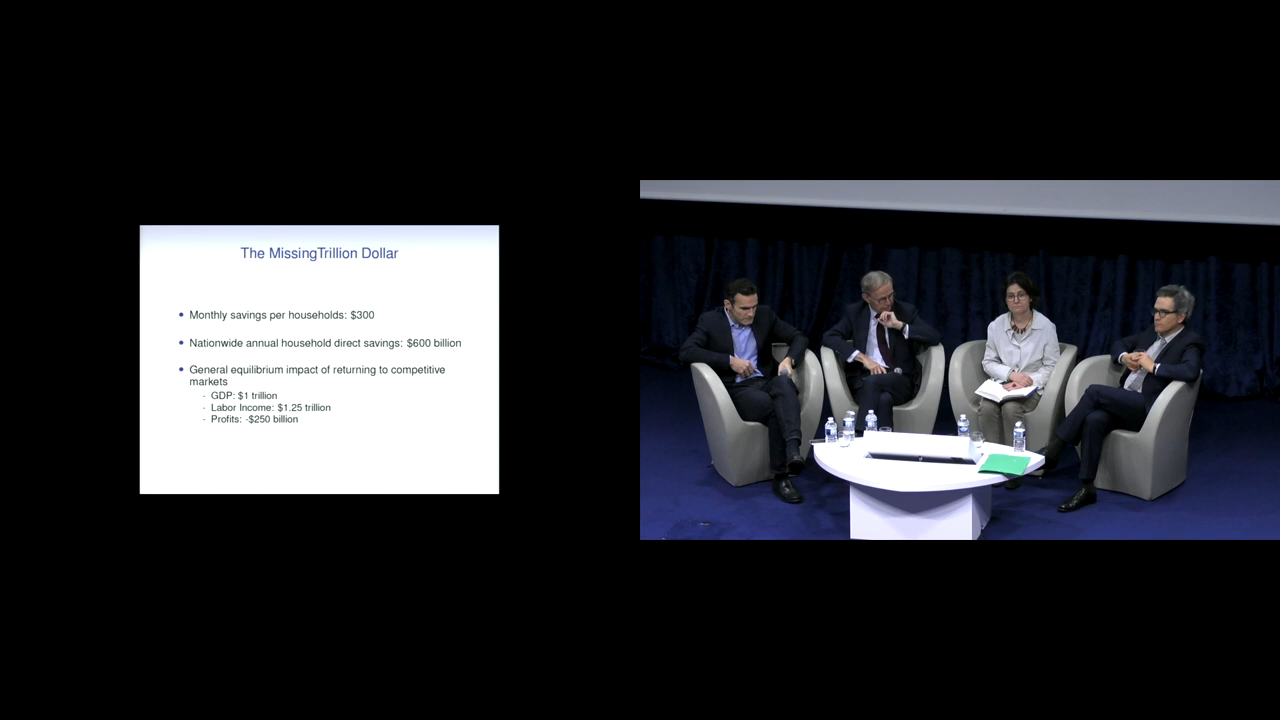 The MissingTrillion Dollar
• Monthly savings per households: $300
• Nationwide annual household direct savings: $600 billion
• General equilibrium impact of returning to competitive
markets
- GDP: $1 trillion
- Labor Income: $1.25 trillion
- Profits: -$250 billion